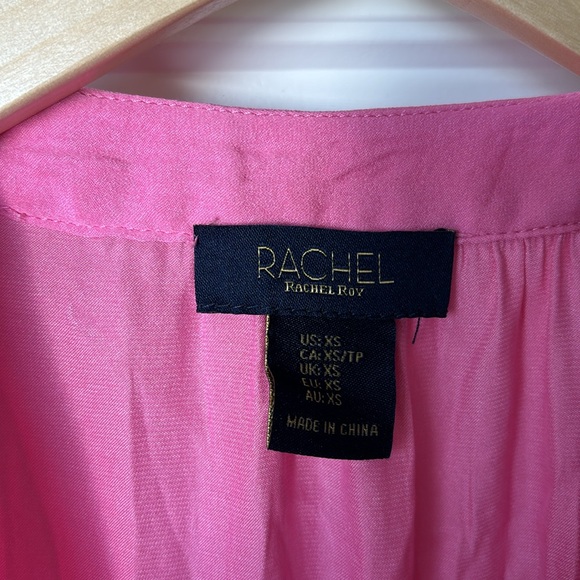 RACHEL
RACHEL ROY
US: XS
CA: XS/TP
UK: XS
EU: XS
AU: XS
MADE IN CHINA